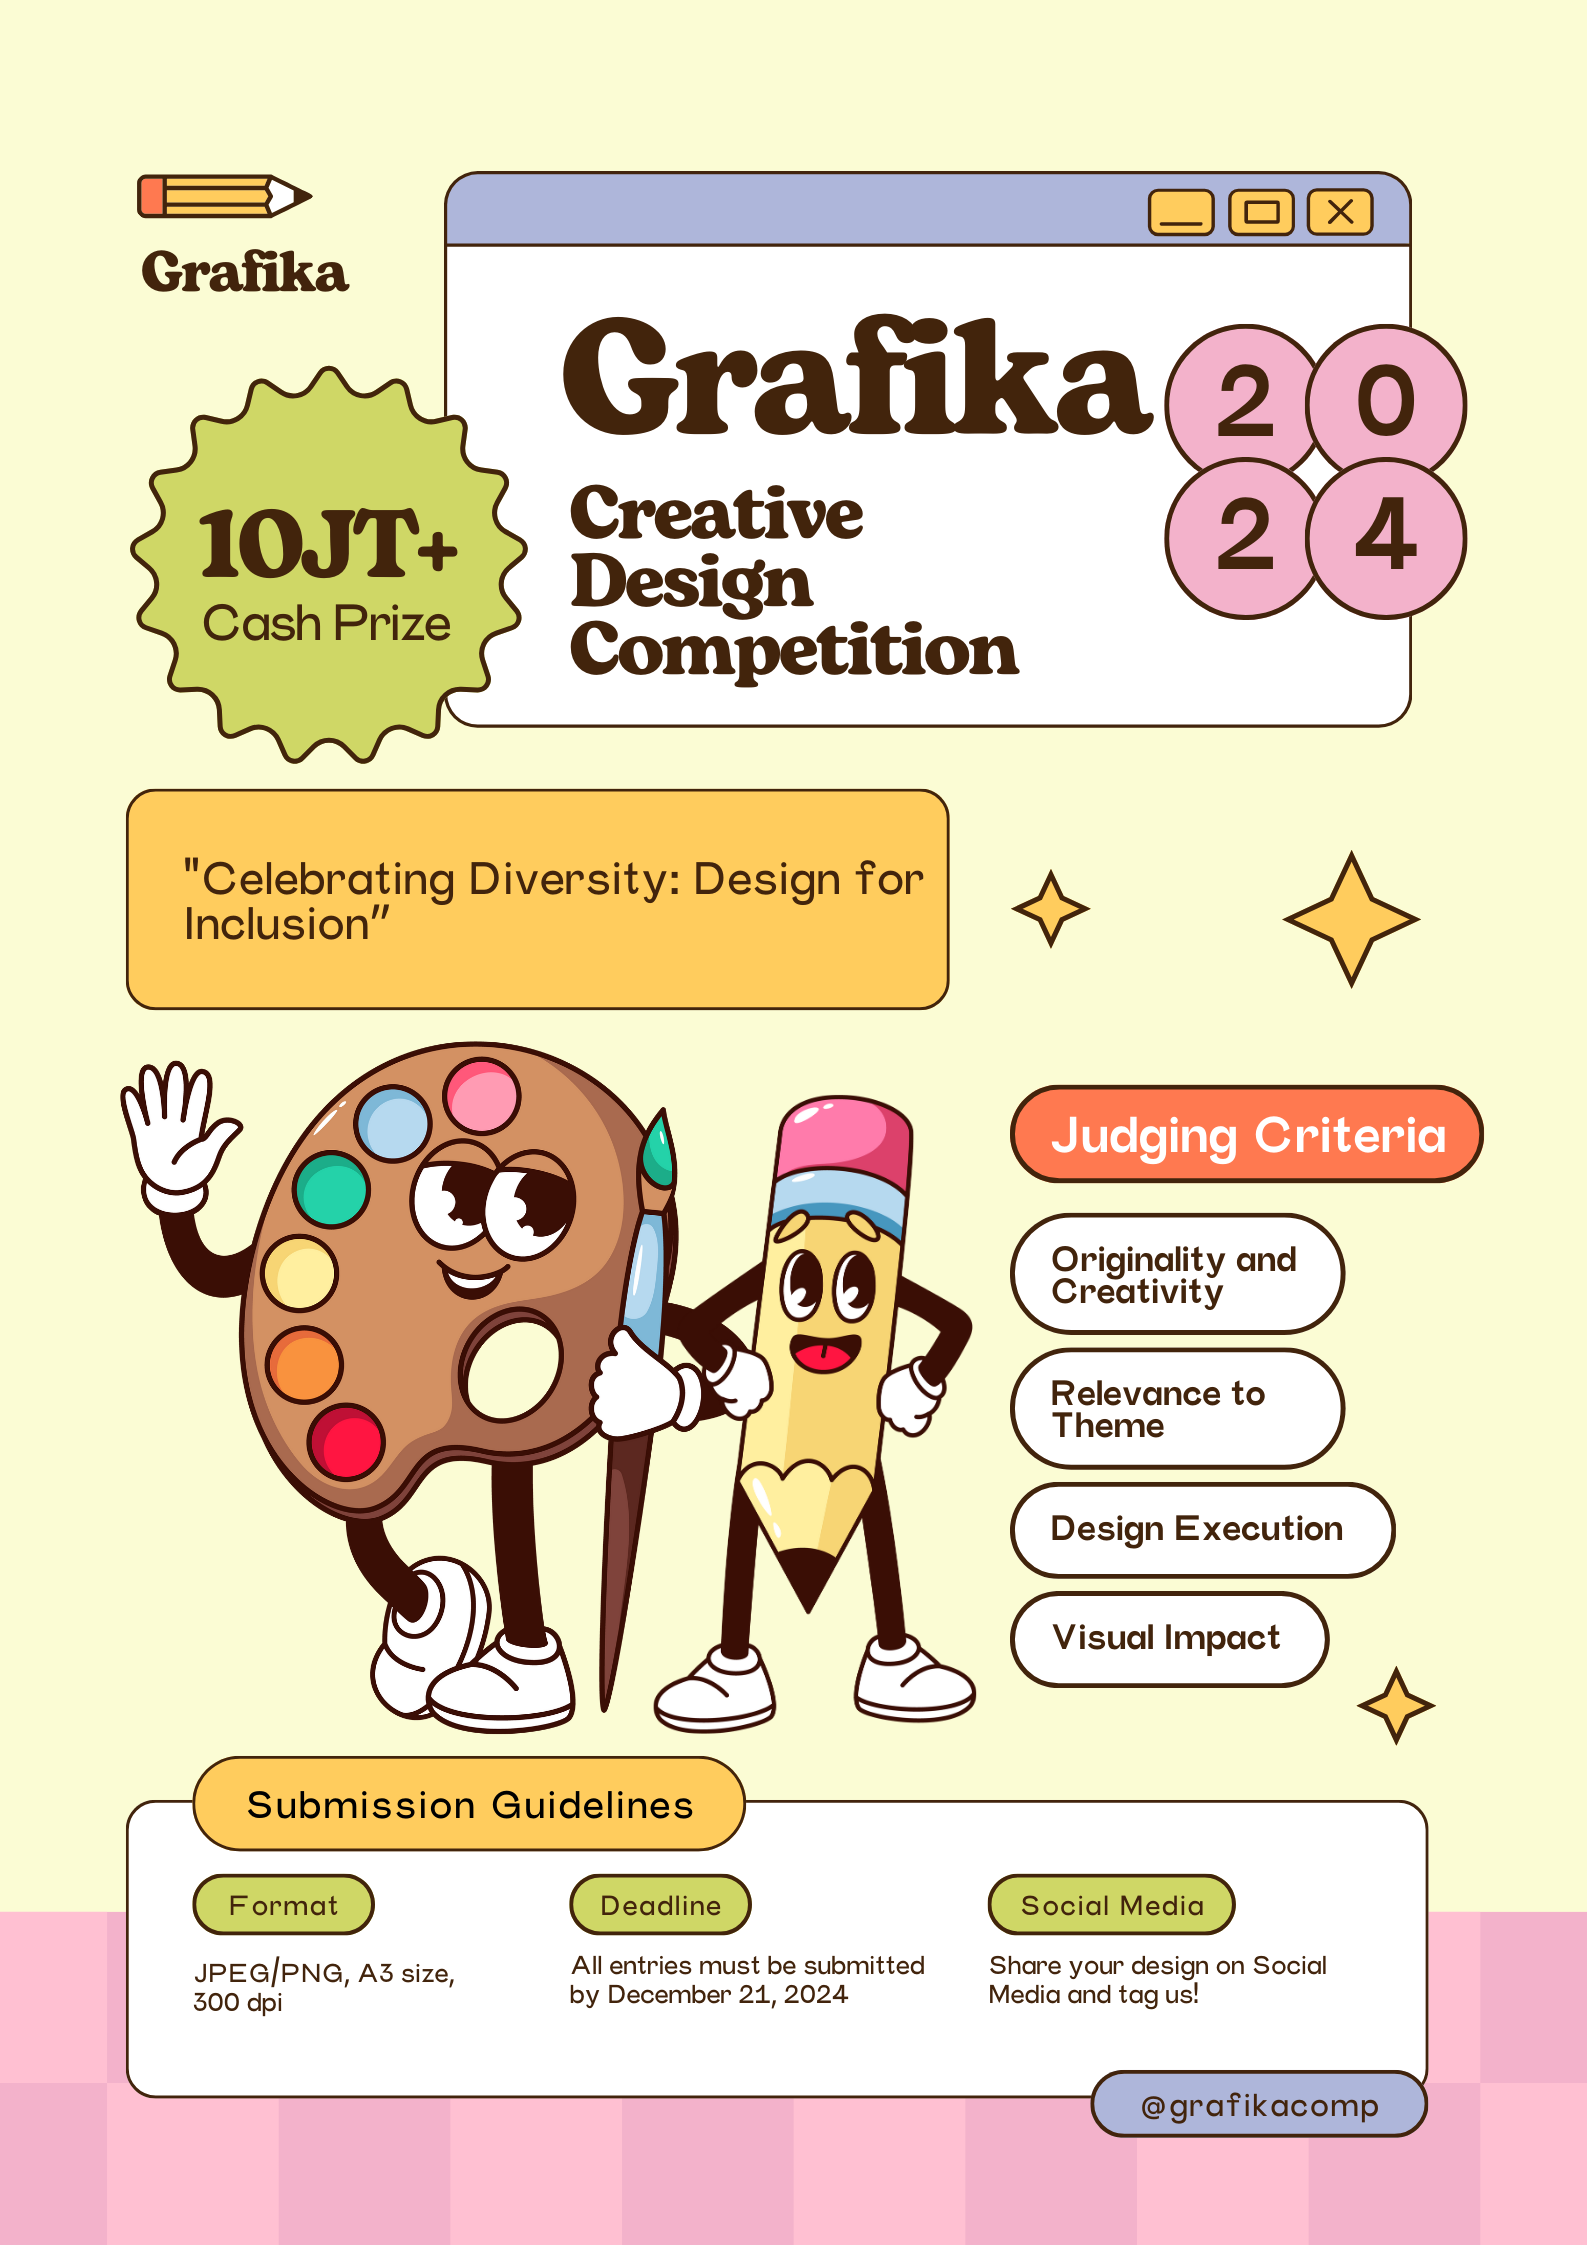 Grafika
Grafika
2 0
2 4
Creative
Design
Competition
10JT+
Cash Prize
"Celebrating Diversity: Design for
Inclusion”
Judging Criteria
Originality and
Creativity
Relevance to
Theme
Design Execution
Visual Impact
Submission Guidelines
Format
JPEG/PNG, A3 size,
300 dpi
Deadline
All entries must be submitted
by December 21, 2024
Social Media
Share your design on Social
Media and tag us!
@grafikacomp